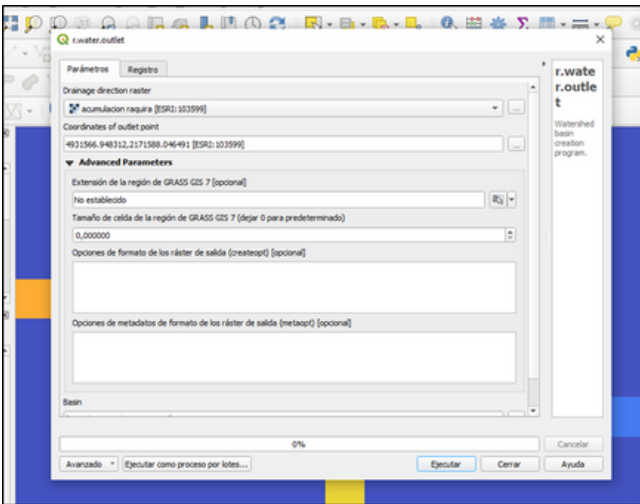 r.water.outlet
Parámetros
Registro
Drainage direction raster
acumulacion raquira [ESRI:103599]
Coordinates of outlet point
4931566.948312,2171588.046491 [ESRI:103599]
Advanced Parameters
Extensión de la región de GRASS GIS 7 [opcional]
No establecido
Tamaño de celda de la región de GRASS GIS 7 (dejar 0 para predeterminado)
0,000000
Opciones de formato de los ráster de salida (createopt) [opcional]
Opciones de metadatos de formato de los ráster de salida (metaopt) [opcional]
Basin
0%
Cancelar
Avanzado
Ejecutar como proceso por lotes...
Ejecutar
Cerrar
Ayuda
r.wate
r.outle
t
Watershed
basin
creation
program.